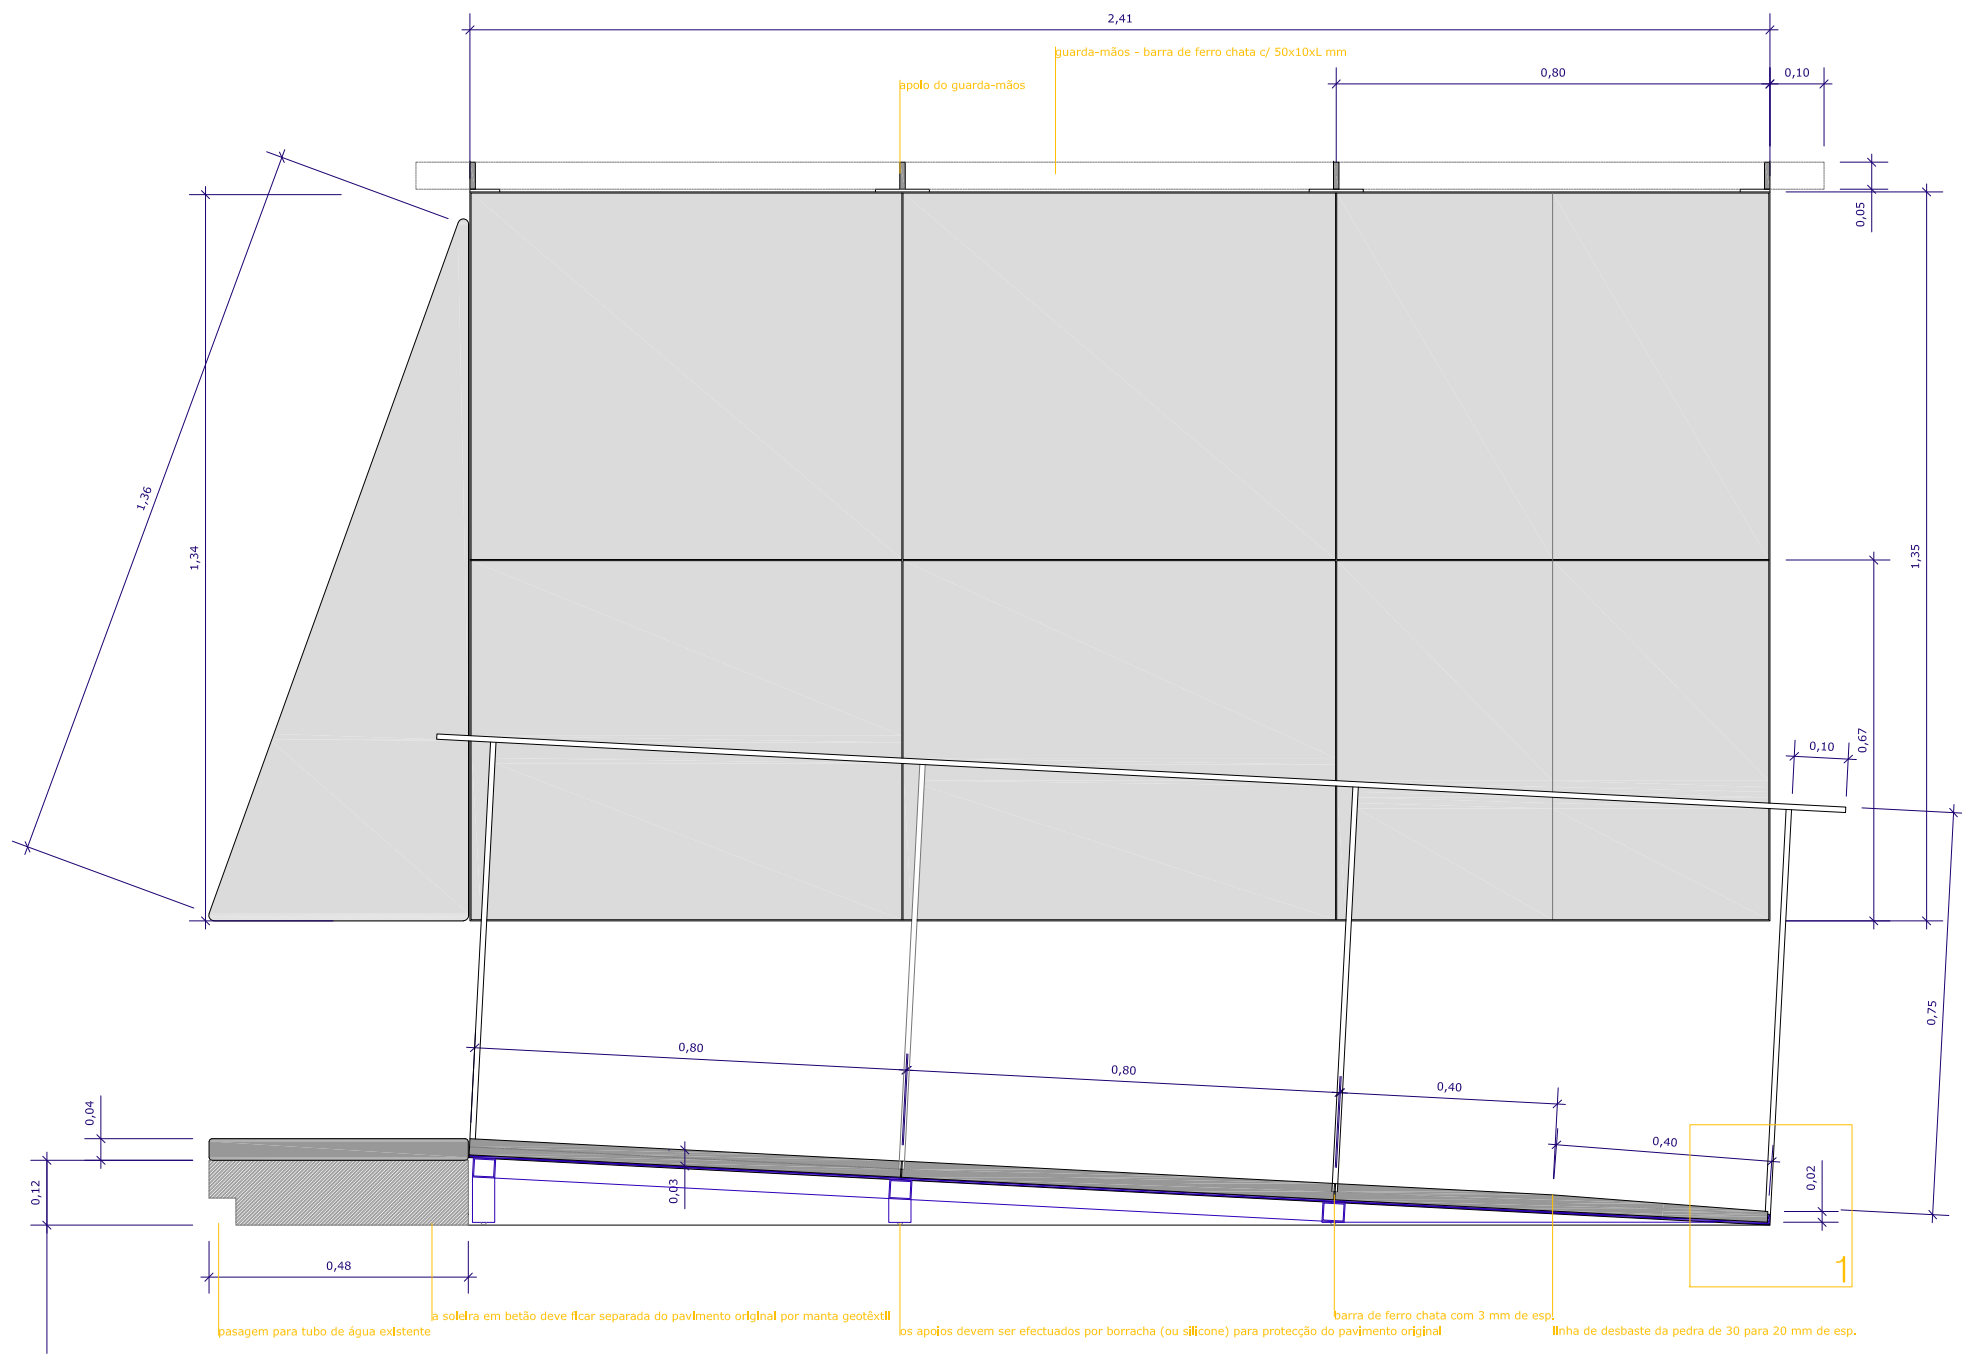 2,41
guarda-mãos - barra de ferro chata c/ 50x10xL mm
0,80
0,10
apoio do guarda-mãos
0,05
1,36
1,34
1,35
0,67
0,10
0,75
0,80
0,80
0,40
0,40
0,04
0,12
0,03
0,02
0,48
1
a soleira em betão deve ficar separada do pavimento original por manta geotêxtil
barra de ferro chata com 3 mm de esp.
pasagem para tubo de água existente
os apoios devem ser efectuados por borracha (ou silicone) para protecção do pavimento original
linha de desbaste da pedra de 30 para 20 mm de esp.